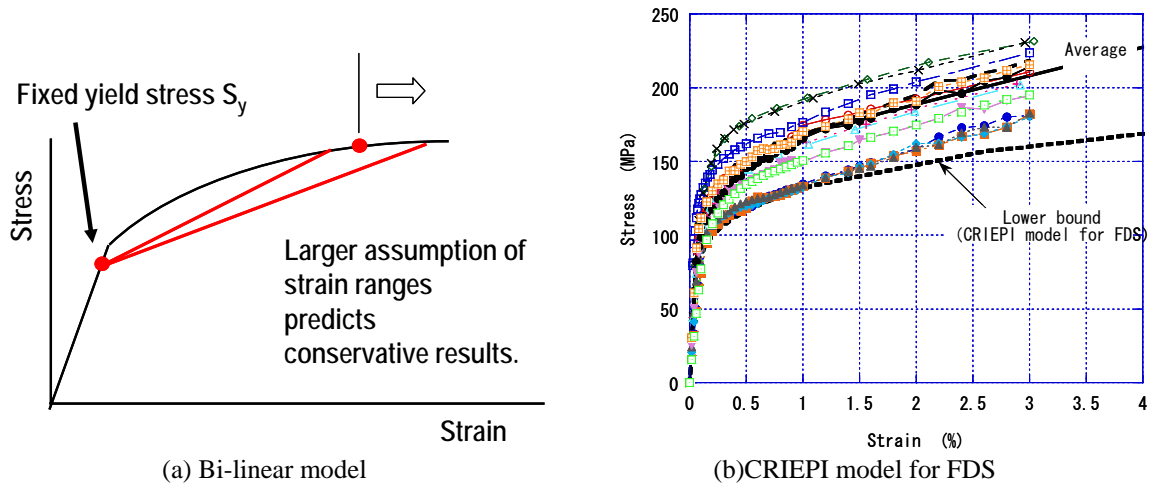 Fixed yield stress Sy
Stress
Larger assumption of
strain ranges
predicts
conservative results.
Strain
(a) Bi-linear model
250
200
150
100
50
0
Stress (MPa)
Average
Lower bound
(CRIEPI model for FDS)
0 0.5 1 1.5 2 2.5 3 3.5 4
Strain (%)
(b)CRIEPI model for FDS